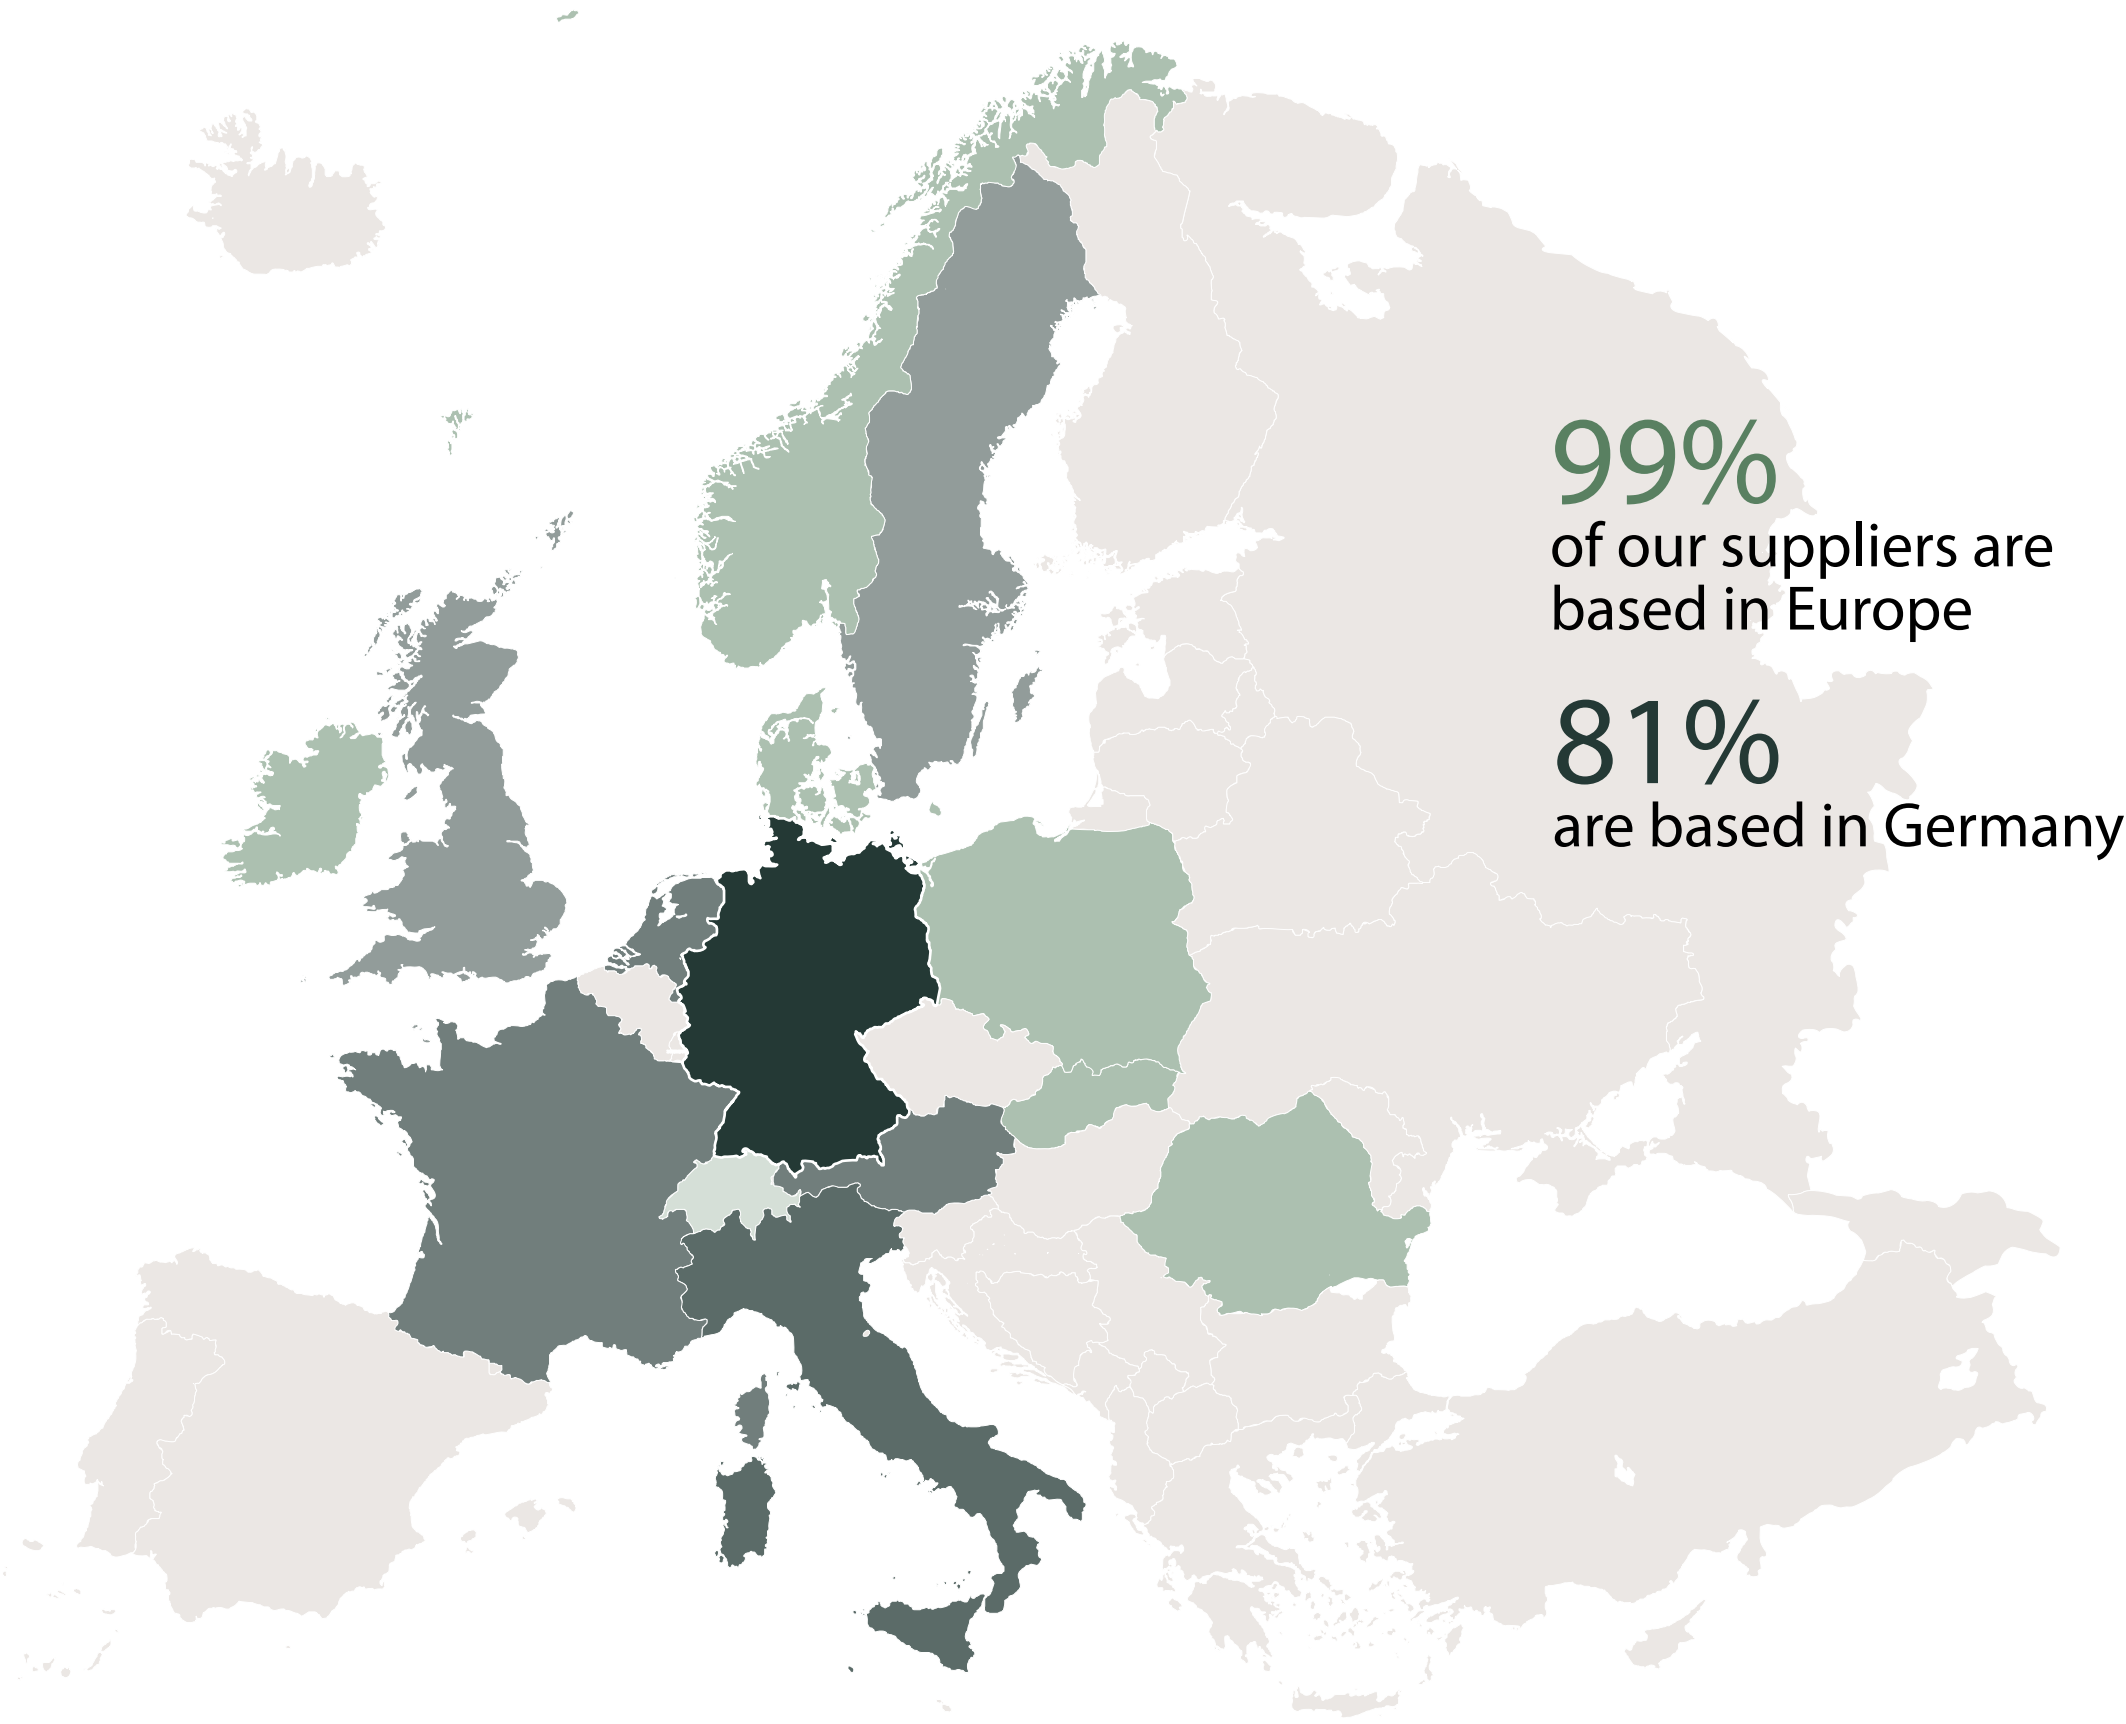 99%
of our suppliers are
based in Europe
81%
are based in Germany